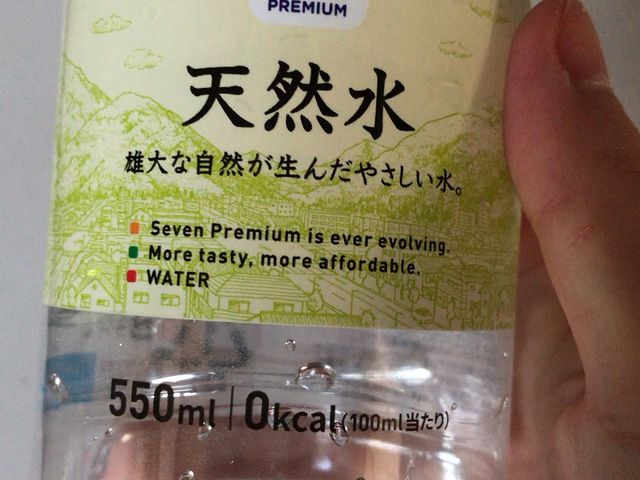 PREMIUM
天然水
雄大な自然が生んだやさしい水。
Seven Premium is ever evolving.
More tasty, more affordable.
WATER
550ml | 0kcal(100ml当たり)